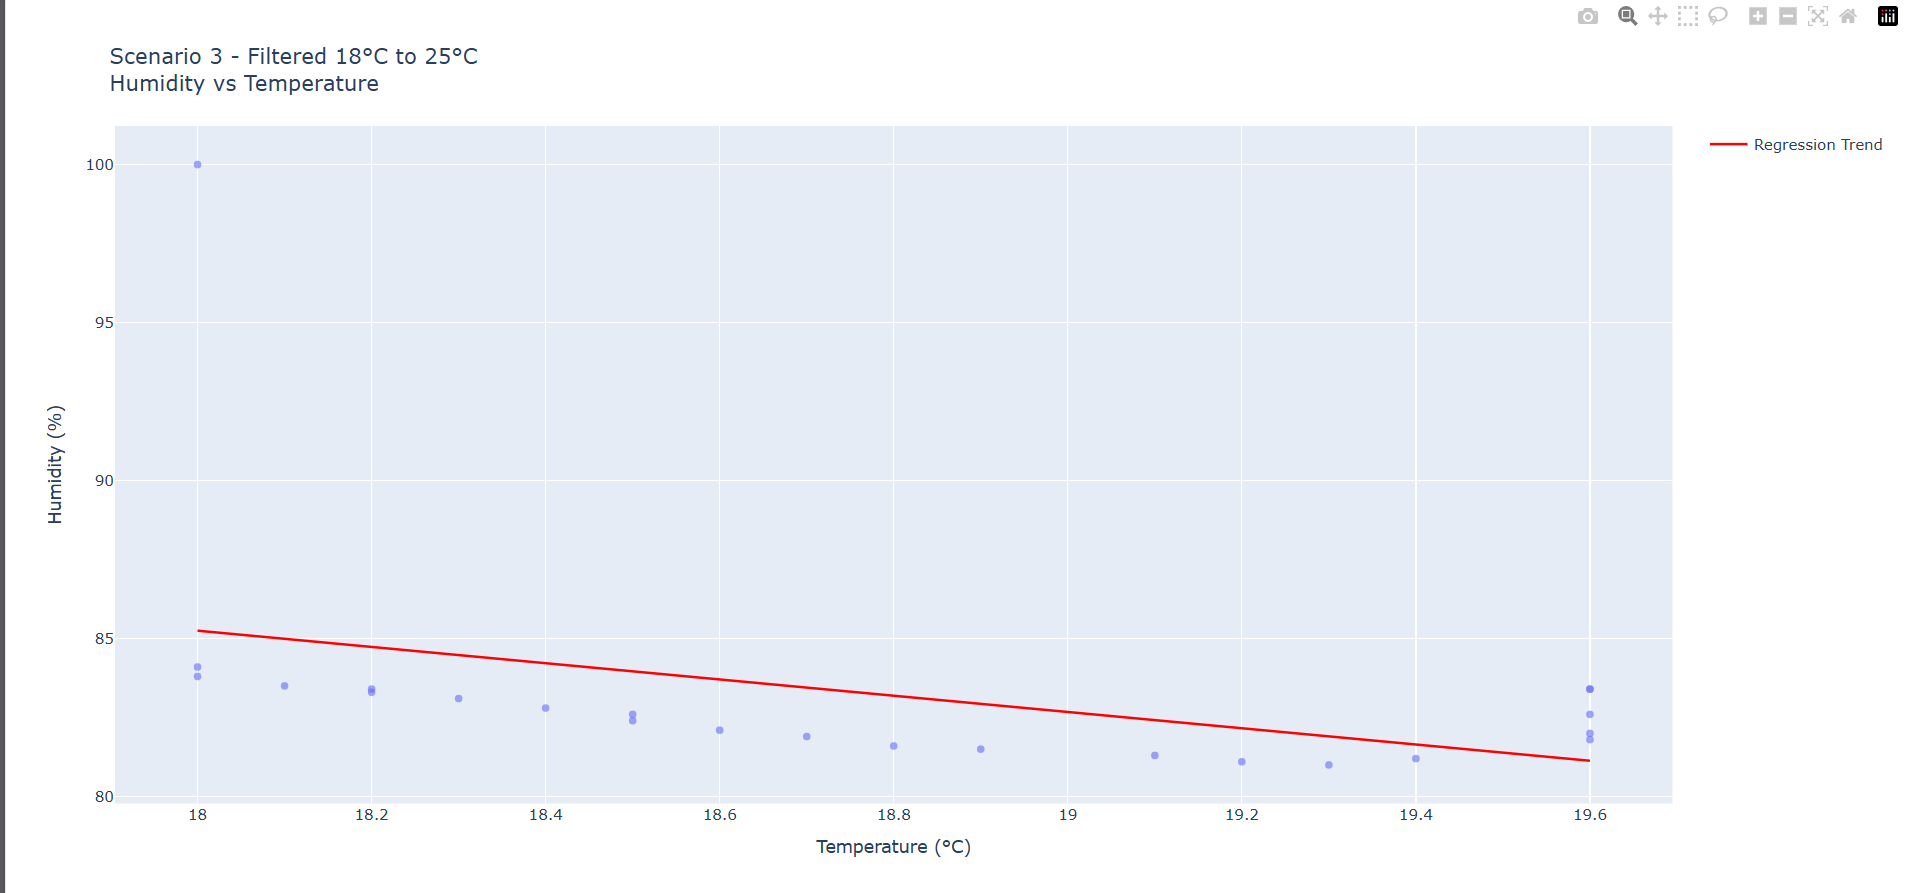 Scenario 3 - Filtered 18°C to 25°C
Humidity vs Temperature
Regression Trend
100
95
90
85
80
Humidity (%)
18
18.2
18.4
18.6
18.8
19
19.2
19.4
19.6
Temperature (°C)